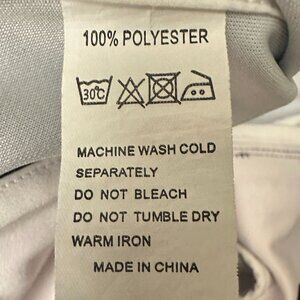 100% POLYESTER
30℃
MACHINE WASH COLD
SEPARATELY
DO NOT BLEACH
DO NOT TUMBLE DRY
WARM IRON
MADE IN CHINA